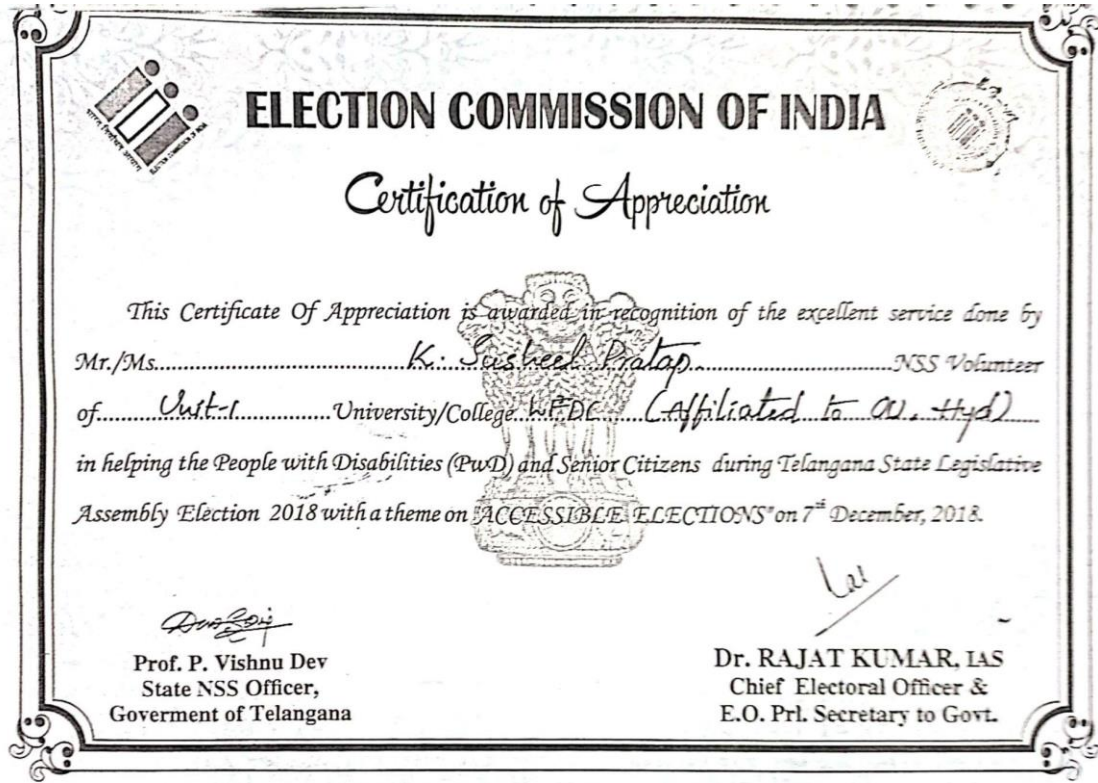 ELECTION COMMISSION OF INDIA
Certification of Appreciation
This Certificate Of Appreciation is awarded in recognition of the excellent service done by
Mr./Ms. K. Susheel Pratap NSS Volunteer
of Unit-1 University/College (Affiliated to OU. Hyd)
in helping the People with Disabilities (PwD) and Senior Citizens during Telangana State Legislative
Assembly Election 2018 with a theme on "ACCESSIBLE ELECTIONS" on 7th December, 2018.
Prof. P. Vishnu Dev
State NSS Officer,
Goverment of Telangana
Dr. RAJAT KUMAR, IAS
Chief Electoral Officer &
E.O. Prl. Secretary to Govt.